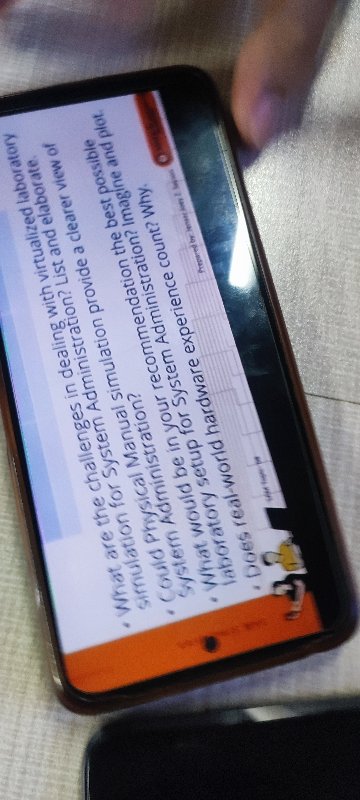 • What are the challenges in dealing with virtualized laboratory
simulation for System Administration? List and elaborate.
• Could Physical Manual simulation provide a clearer view of
System Administration?
• What would be in your recommendation the best possible
laboratory setup for System Administration? Imagine and plot.
• Does real-world hardware experience count? Why.
Prepared by: